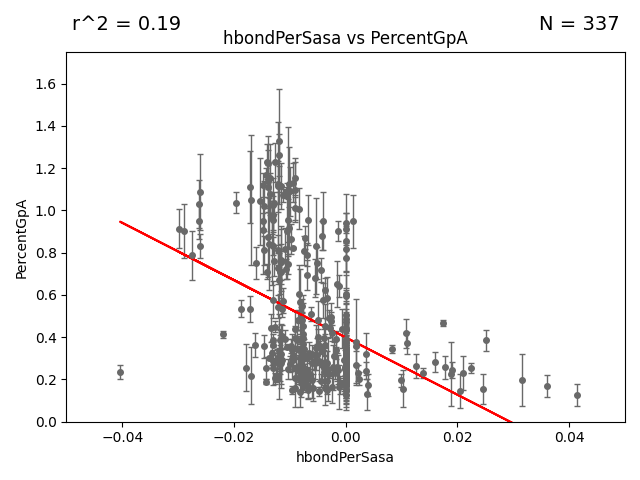 r^2 = 0.19
N = 337
hbondPerSasa vs PercentGpA
1.6
1.4
1.2
1.0
0.8
0.6
0.4
0.2
0.0
PercentGpA
−0.04 −0.02 0.00 0.02 0.04
hbondPerSasa